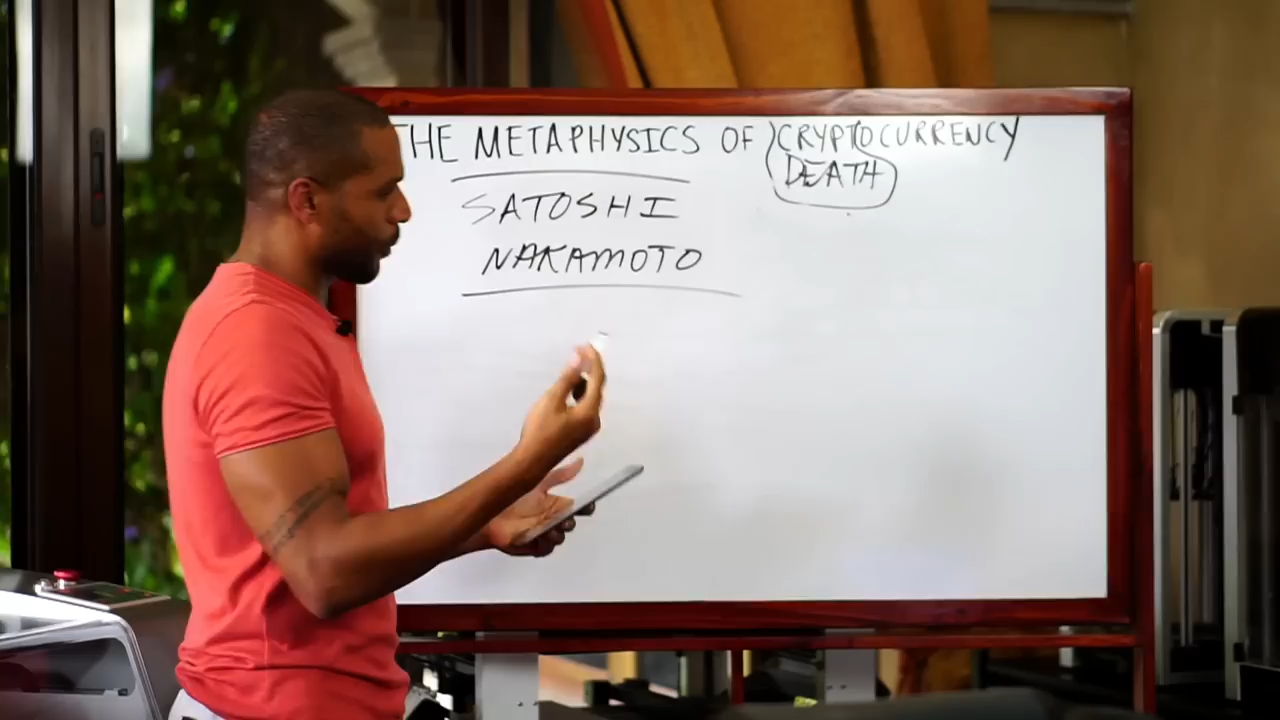 THE METAPHYSICS OF CRYPTOCURRENCY
DEATH
SATOSHI
NAKAMOTO